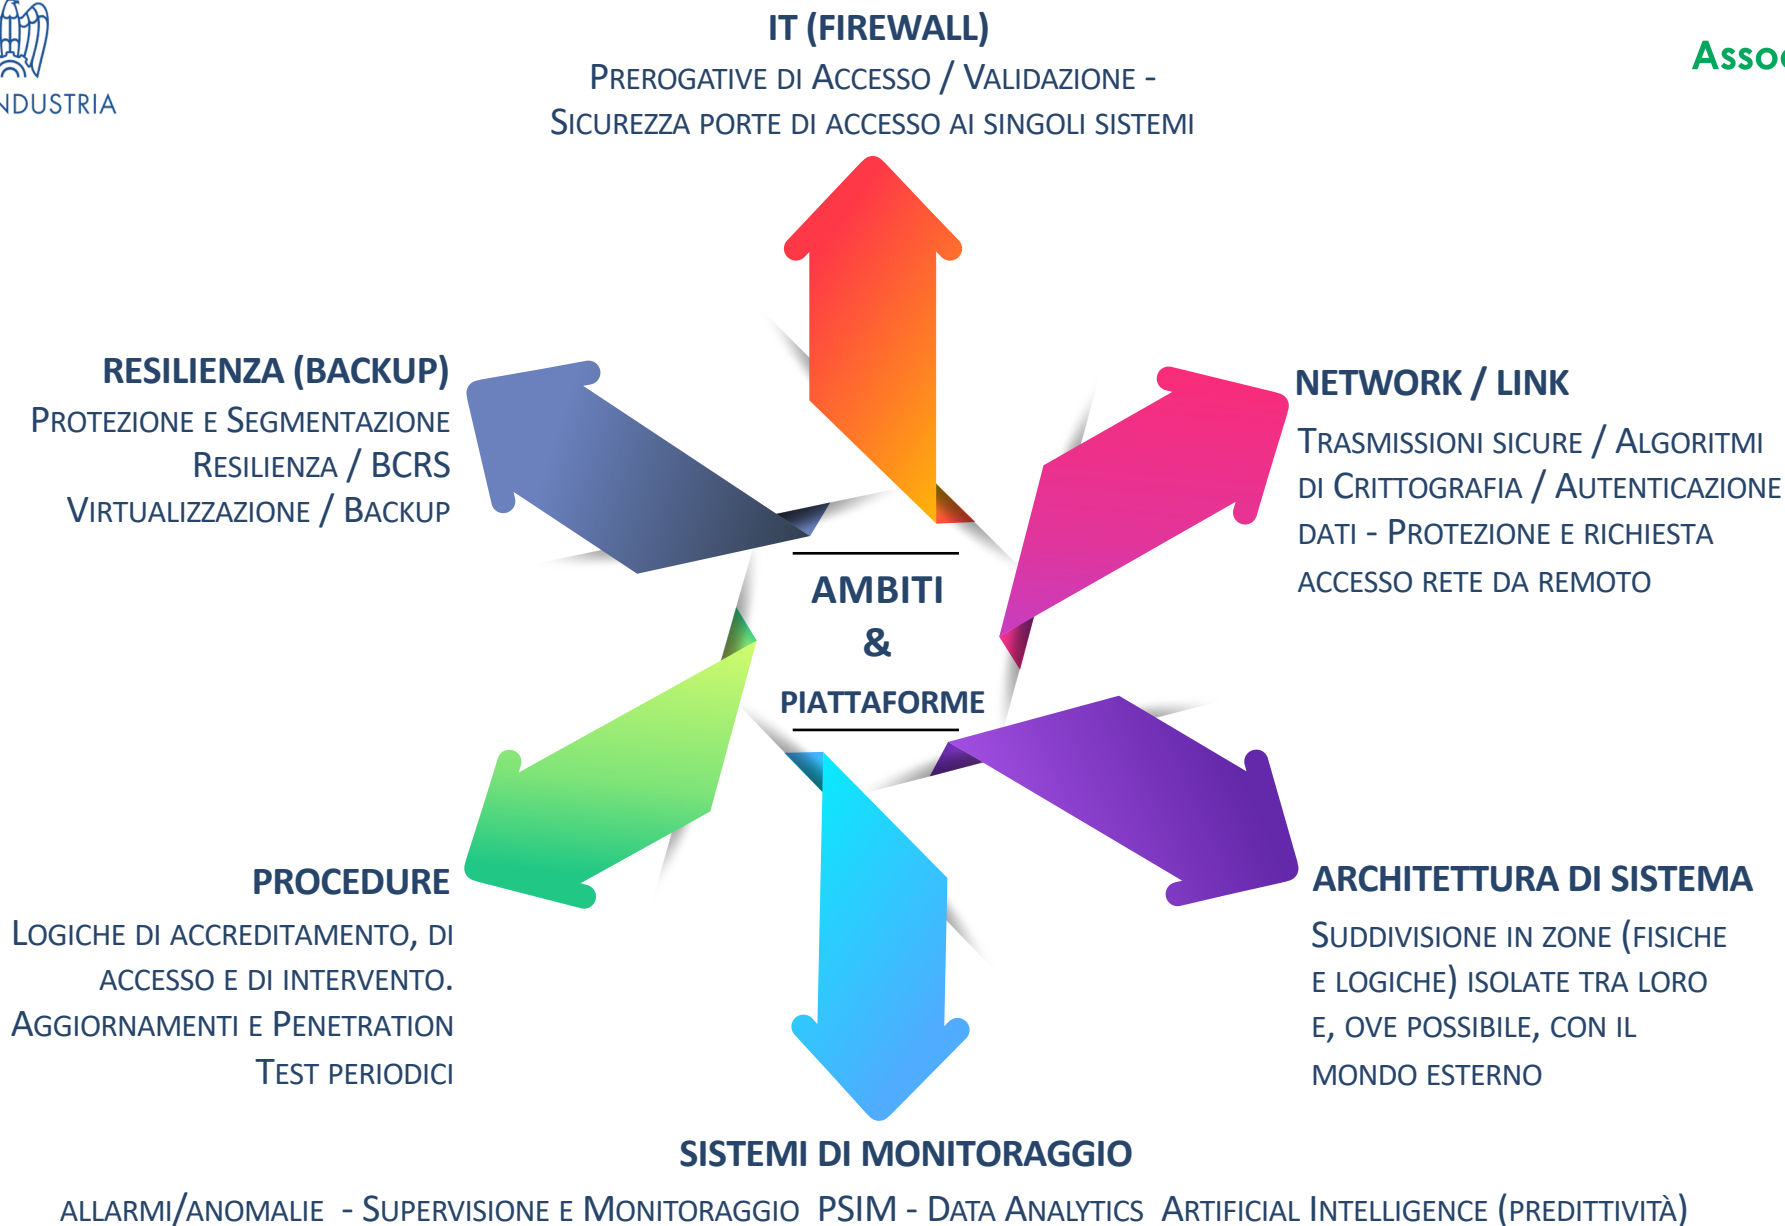 NDUSTRIA
Assoc
IT (FIREWALL)
Prerogative di Accesso / Validazione -
Sicurezza porte di accesso ai singoli sistemi
RESILIENZA (BACKUP)
Protezione e Segmentazione
Resilienza / BCRS
Virtualizzazione / Backup
NETWORK / LINK
Trasmissioni sicure / Algoritmi
di Crittografia / Autenticazione
dati - Protezione e richiesta
accesso rete da remoto
AMBITI
&
PIATTAFORME
PROCEDURE
Logiche di accreditamento, di
accesso e di intervento.
Aggiornamenti e Penetration
Test periodici
ARCHITETTURA DI SISTEMA
Suddivisione in zone (fisiche
e logiche) isolate tra loro
e, ove possibile, con il
mondo esterno
SISTEMI DI MONITORAGGIO
allarmi/anomalie - Supervisione e Monitoraggio PSIM - Data Analytics Artificial Intelligence (predittività)